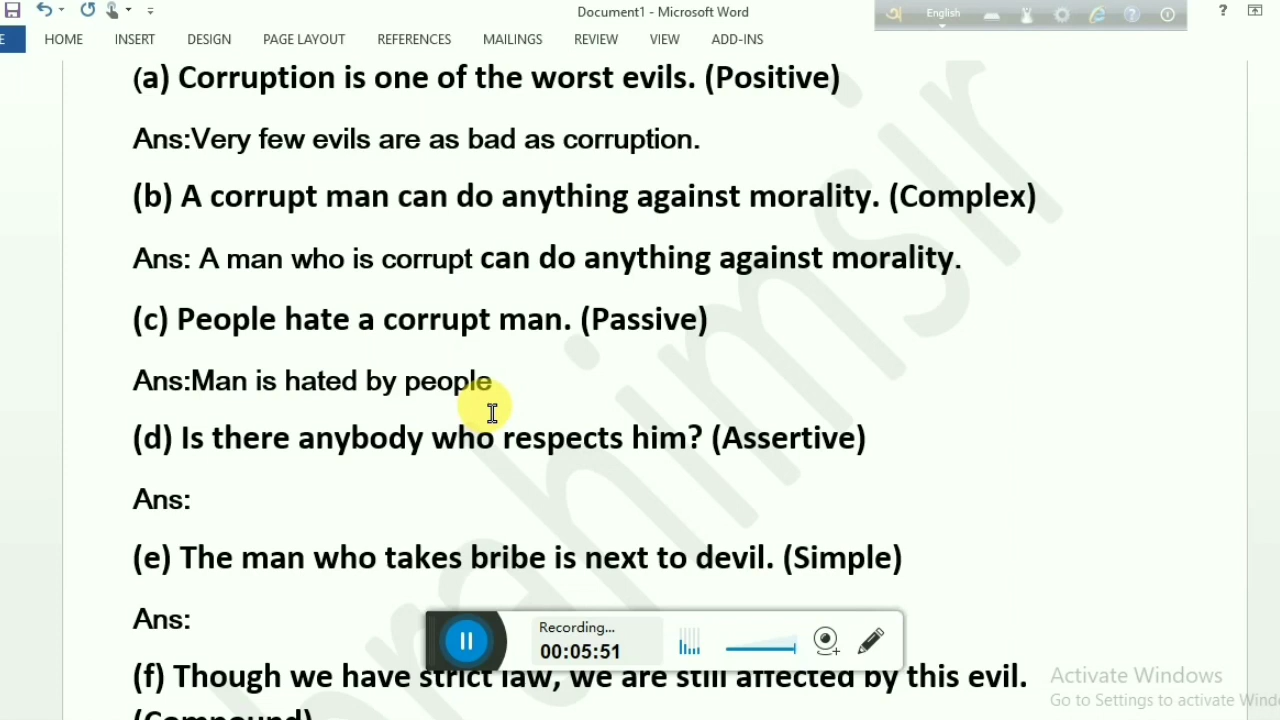 Document1 - Microsoft Word
English
?
E HOME INSERT DESIGN PAGE LAYOUT REFERENCES MAILINGS REVIEW VIEW ADD-INS
(a) Corruption is one of the worst evils. (Positive)
Ans:Very few evils are as bad as corruption.
(b) A corrupt man can do anything against morality. (Complex)
Ans: A man who is corrupt can do anything against morality.
(c) People hate a corrupt man. (Passive)
Ans:Man is hated by people
(d) Is there anybody who respects him? (Assertive)
Ans:
(e) The man who takes bribe is next to devil. (Simple)
Ans:
Recording...
00:05:51
(f) Though we have strict law, we are still affected by this evil.
(Compound)
Activate Windows
Go to Settings to activate Wind